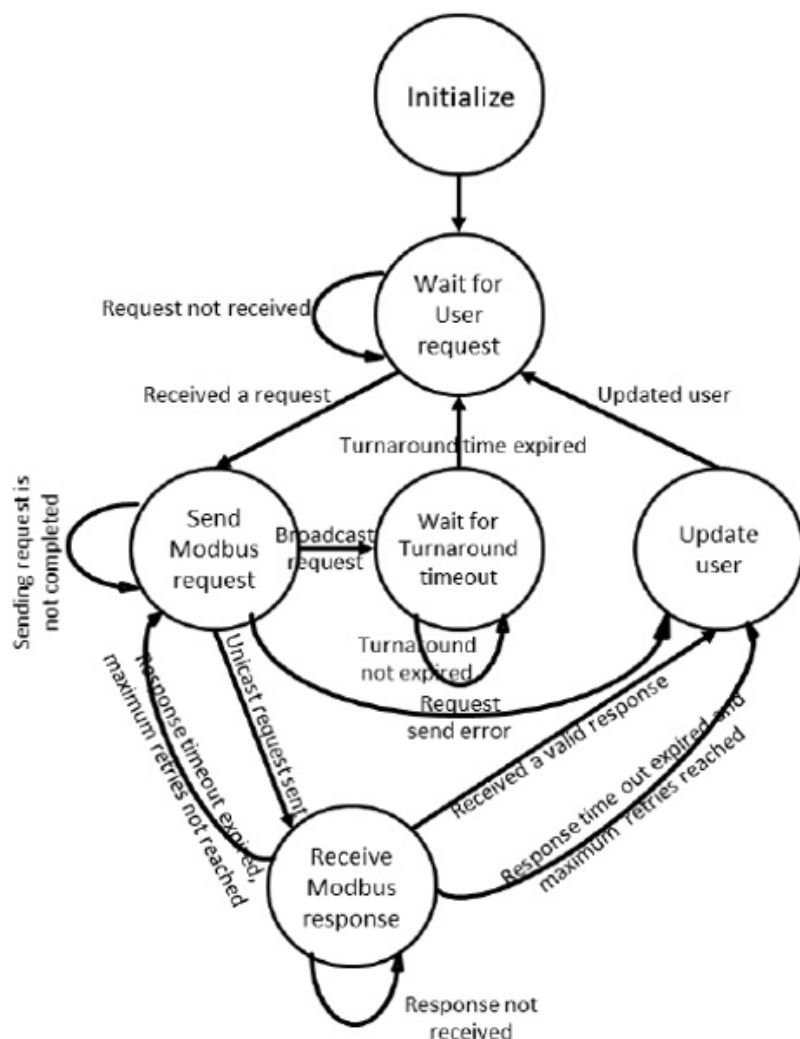 Initialize
Wait for
User
request
Request not received
Received a request
Updated user
Turnaround time expired
Sending request is
not completed
Send
Modbus
request
Broadcast
request
Wait for
Turnaround
timeout
Update
user
Turnaround
not expired
Request
send error
Unicast request sent
Response timeout expired,
maximum retries not reached
Received a valid response
Response time out expired and
maximum retries reached
Receive
Modbus
response
Response not
received